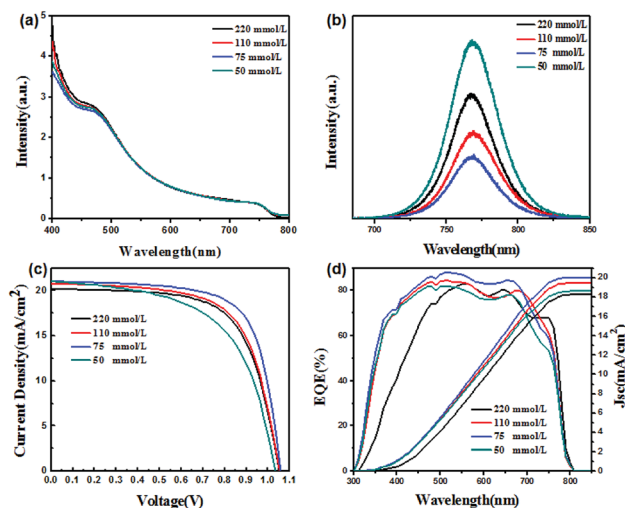 (a)
220 mmol/L
110 mmol/L
75 mmol/L
50 mmol/L
Intensity(a.u.)
5
4
3
2
1
0
400 500 600 700 800
Wavelength(nm)
(b)
220 mmol/L
110 mmol/L
75 mmol/L
50 mmol/L
Intensity(a.u.)
700 750 800 850
Wavelength(nm)
(c)
220 mmol/L
110 mmol/L
75 mmol/L
50 mmol/L
Current Density(mA/cm²)
20
15
10
5
0
0.0 0.1 0.2 0.3 0.4 0.5 0.6 0.7 0.8 0.9 1.0 1.1
Voltage(V)
(d)
220 mmol/L
110 mmol/L
75 mmol/L
50 mmol/L
EQE(%)
80
60
40
20
0
300 400 500 600 700 800
Wavelength(nm)
20
18
16
14
12
10
8
6
4
2
0
Jsc(mA/cm²)